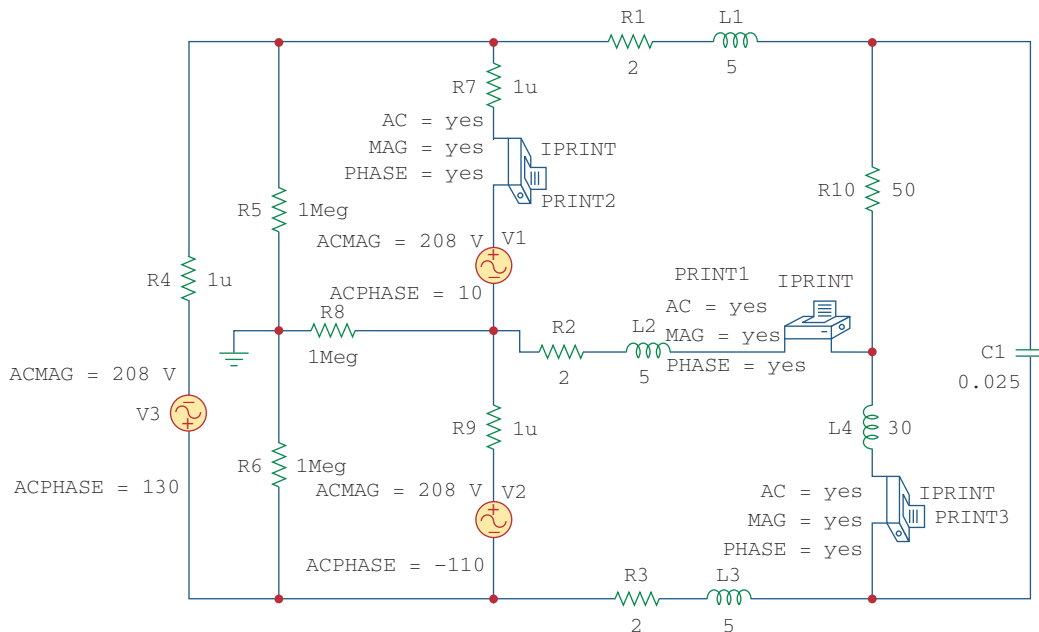 R1
L1
2
5
R7
1u
AC = yes
MAG = yes
PHASE = yes
IPRINT
PRINT2
R10
50
R5
1Meg
ACMAG = 208 V
V1
R4
1u
ACPHASE = 10
PRINT1
IPRINT
AC = yes
MAG = yes
PHASE = yes
R8
1Meg
R2
L2
2
5
C1
0.025
ACMAG = 208 V
V3
R9
1u
L4
30
R6
1Meg
ACPHASE = 130
ACMAG = 208 V
V2
AC = yes
MAG = yes
PHASE = yes
IPRINT
PRINT3
ACPHASE = –110
R3
L3
2
5